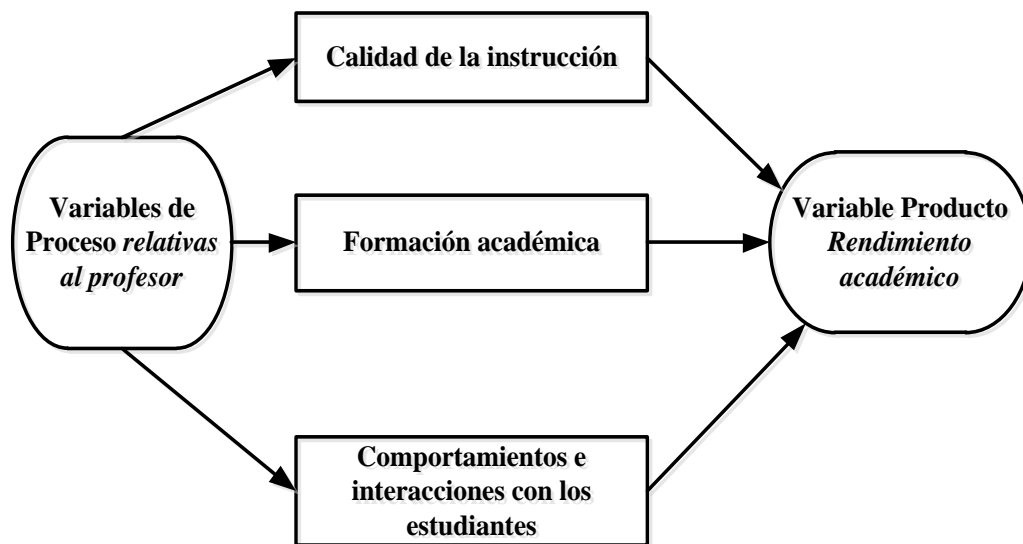 Calidad de la instrucción
Variables de
Proceso relativas
al profesor
Formación académica
Variable Producto
Rendimiento
académico
Comportamientos e
interacciones con los
estudiantes